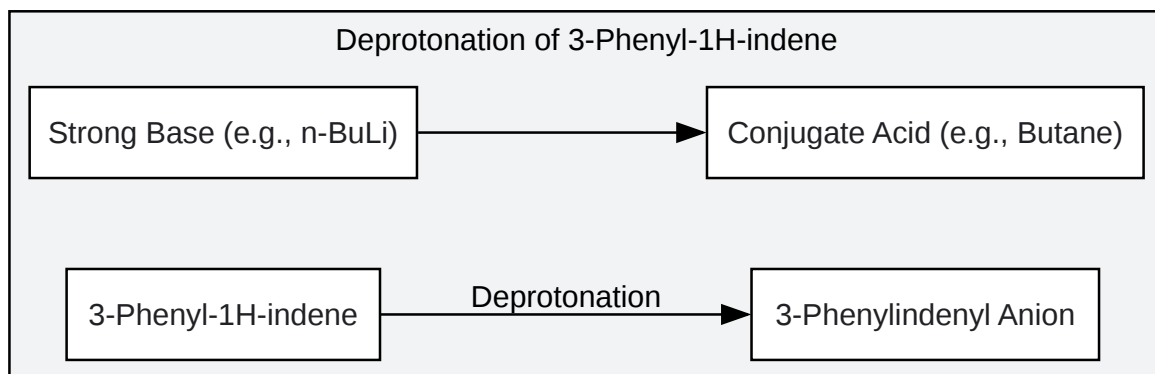 Deprotonation of 3-Phenyl-1H-indene
Strong Base (e.g., n-BuLi)
Conjugate Acid (e.g., Butane)
3-Phenyl-1H-indene
Deprotonation
3-Phenylindenyl Anion